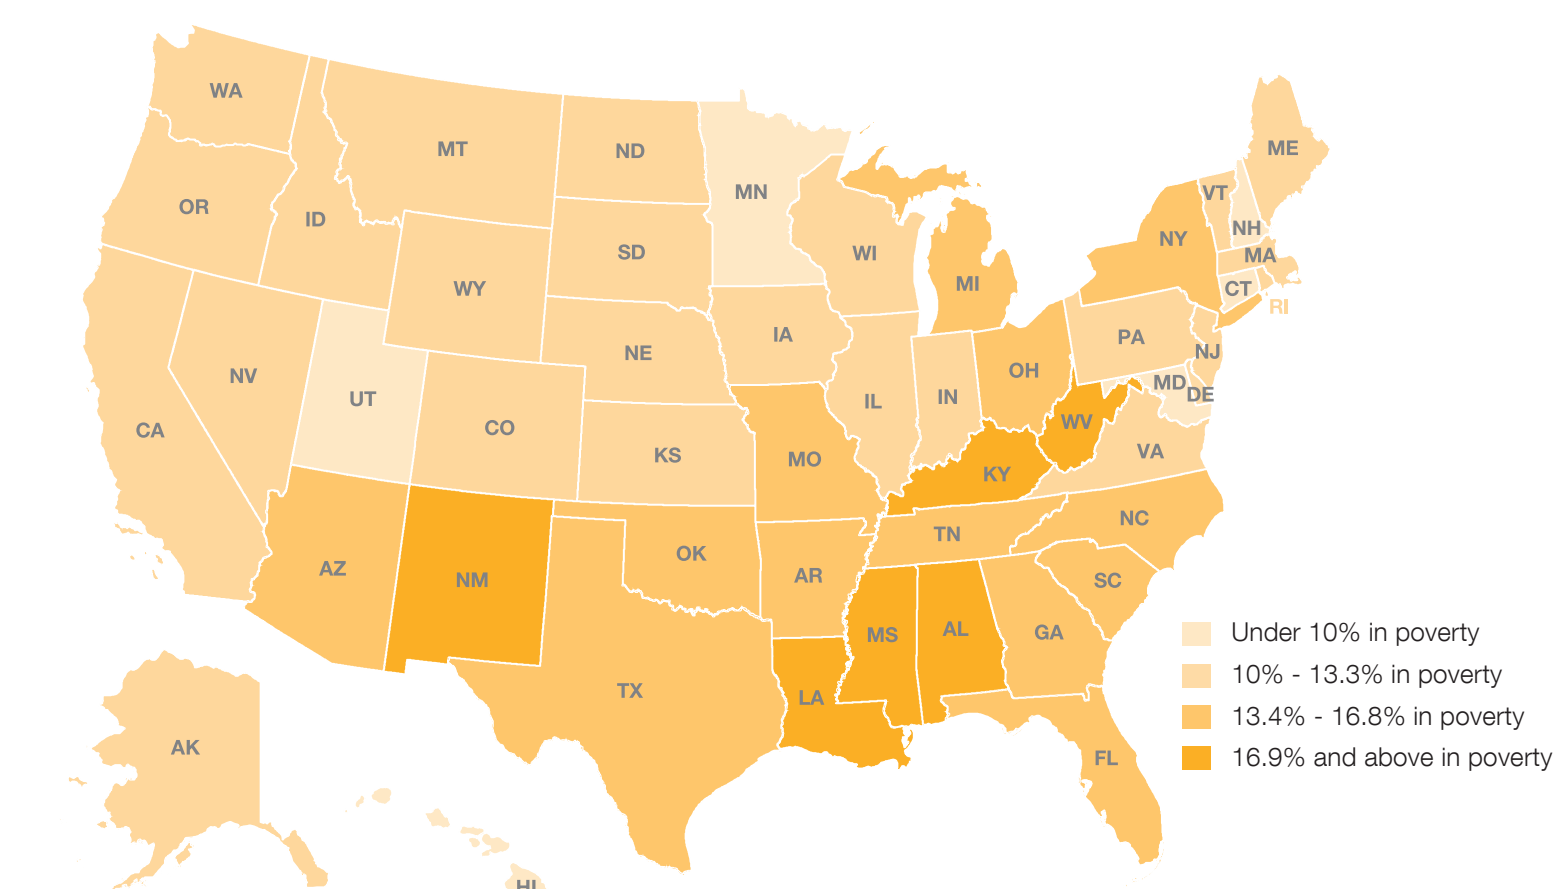 WA
MT
ND
MN
ME
OR
ID
VT
NH
NY
MA
SD
WI
WY
MI
CT
RI
IA
PA
NJ
NE
OH
NV
UT
MD
DE
IL
IN
CA
CO
WV
KS
MO
VA
KY
NC
TN
OK
AZ
NM
AR
SC
MS
AL
GA
Under 10% in poverty
10% - 13.3% in poverty
TX
LA
13.4% - 16.8% in poverty
AK
FL
16.9% and above in poverty
HI